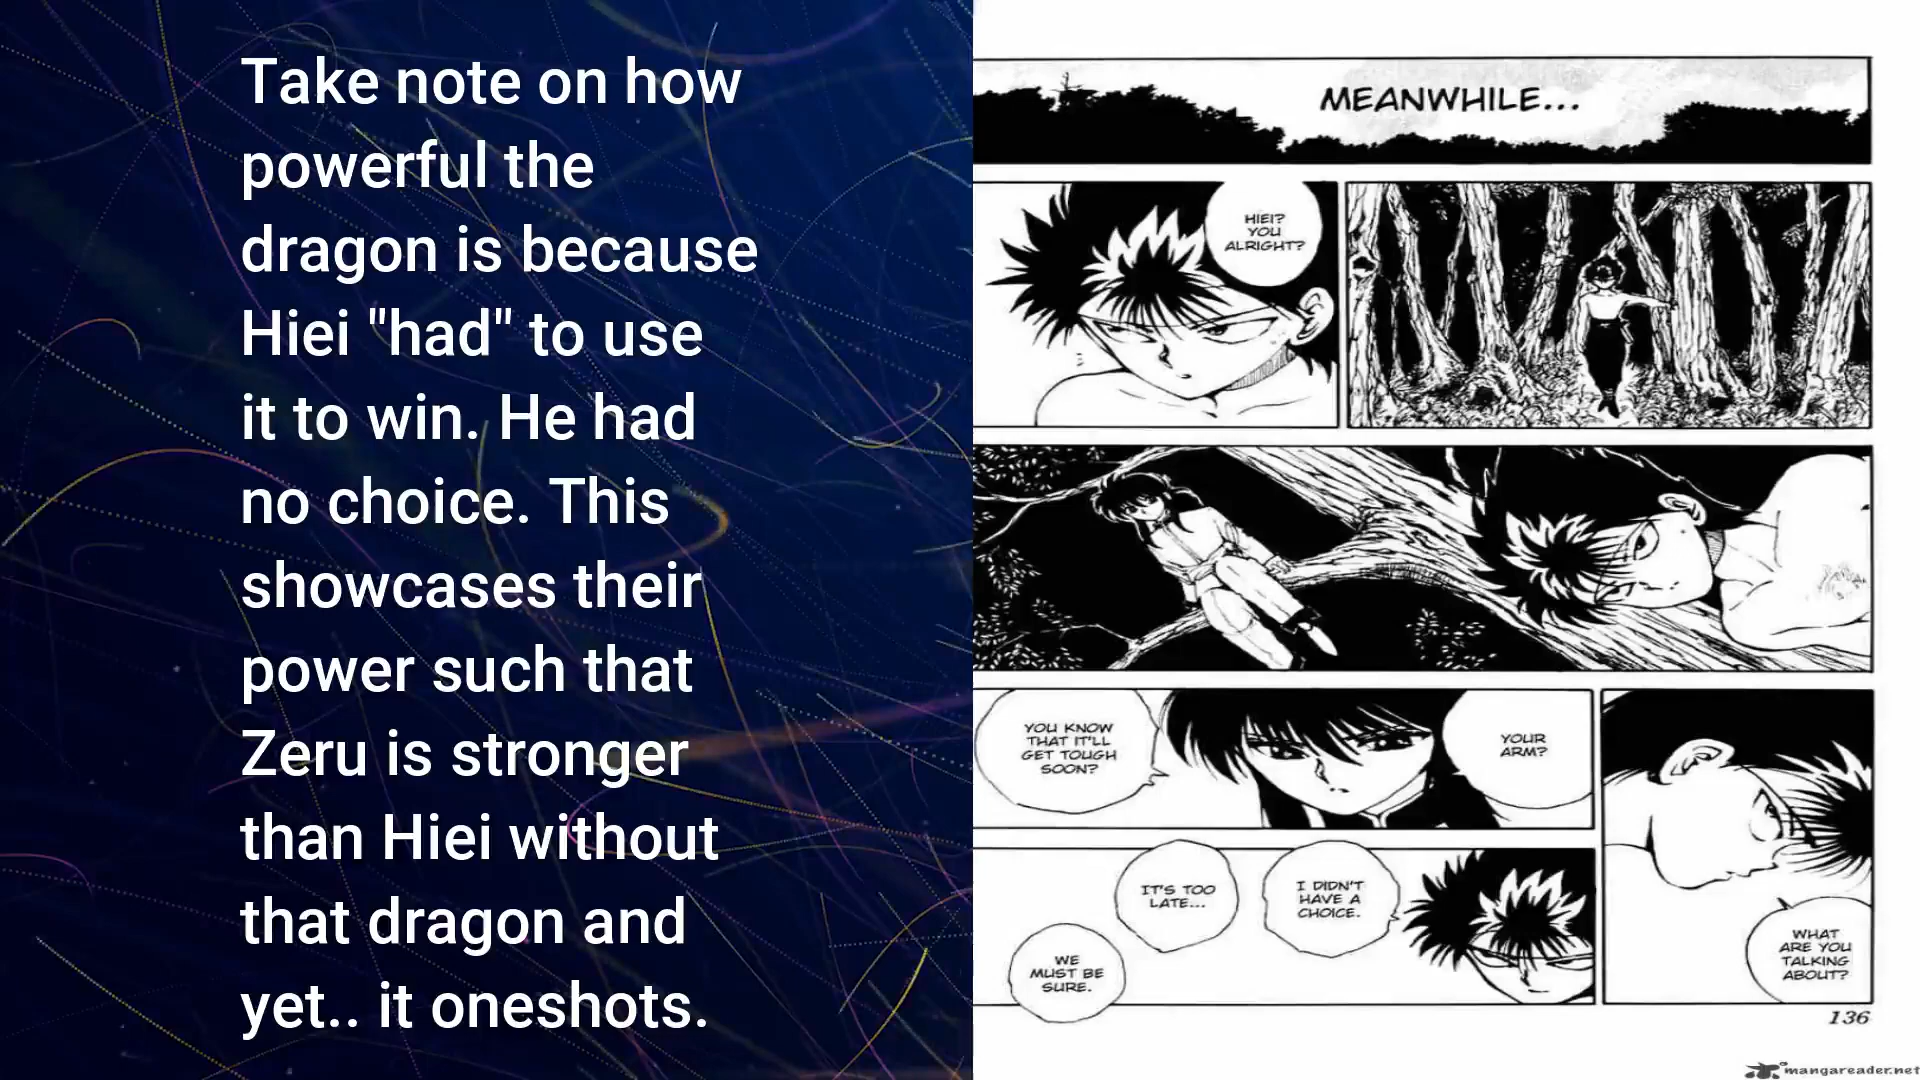 Take note on how
powerful the
dragon is because
Hiei "had" to use
it to win. He had
no choice. This
showcases their
power such that
Zeru is stronger
than Hiei without
that dragon and
yet.. it oneshots.
MEANWHILE...
HIEI?
YOU
ALRIGHT?
YOU KNOW
THAT IT'LL
GET TOUGH
SOON?
YOUR
ARM?
WHAT
ARE YOU
TALKING
ABOUT?
I DIDN'T
HAVE A
CHOICE.
IT'S TOO
LATE...
WE
MUST BE
SURE.
136
mangareader.net